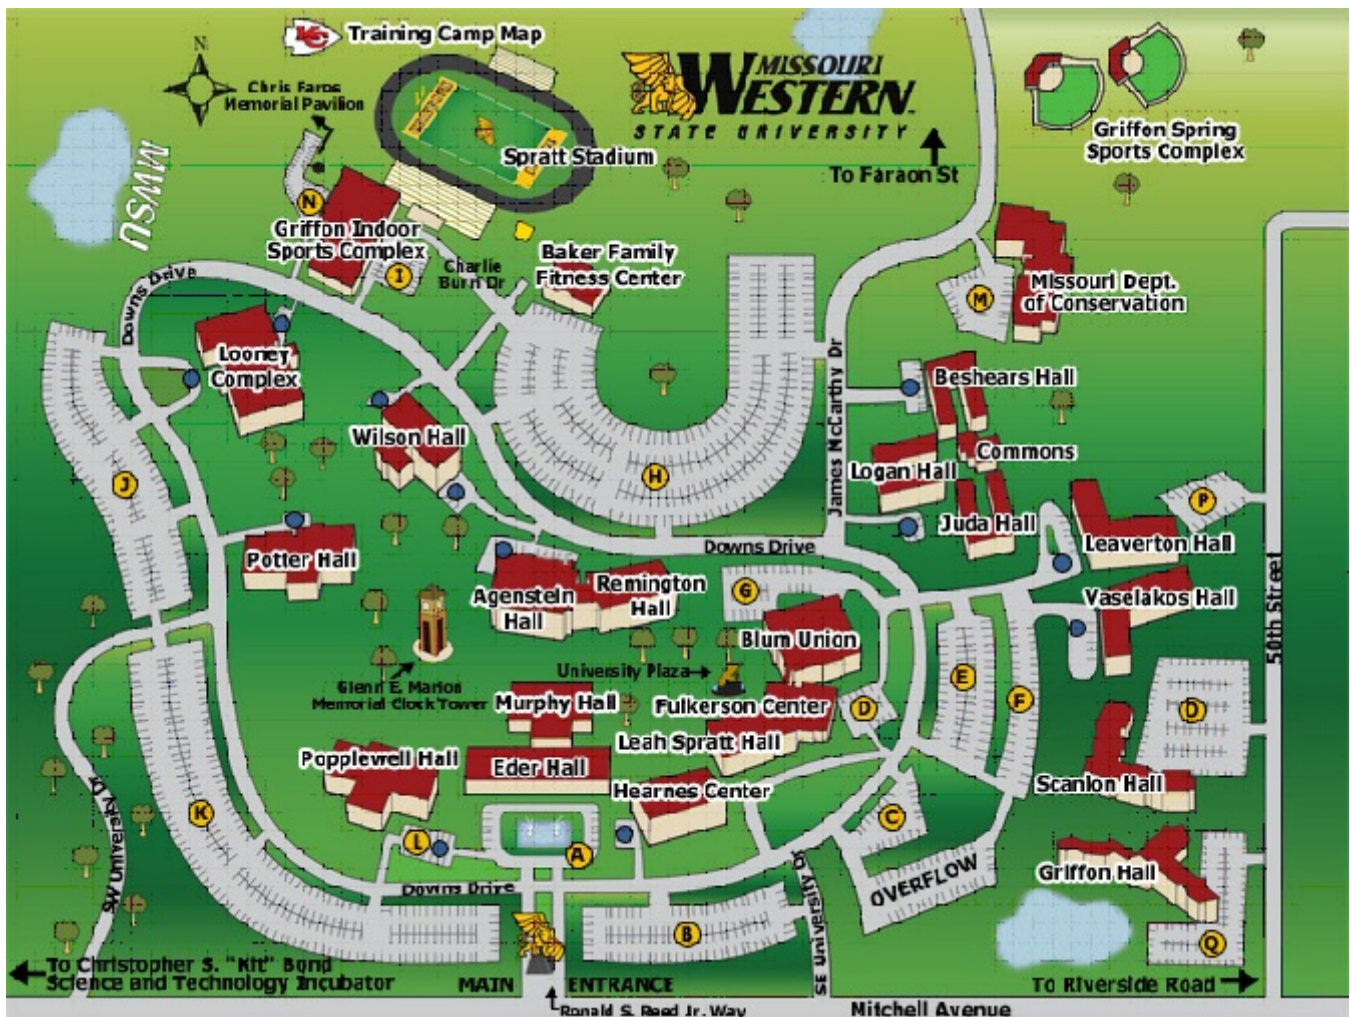 Training Camp Map
KC
N
Chris Faros
Memorial Pavilion
MISSOURI
WESTERN
STATE UNIVERSITY
To Faraon St
Griffon Spring
Sports Complex
Spratt Stadium
MWSU
N
Griffon Indoor
Sports Complex
I
Charlie
Burri Dr
Baker Family
Fitness Center
Missouri Dept.
of Conservation
M
Downs Drive
Downs Drive
Looney
Complex
James McCarthy Dr
Beshears Hall
Wilson Hall
Commons
Logan Hall
H
J
P
Juda Hall
Leaverton Hall
Downs Drive
Potter Hall
Agenstein
Hall
Remington
Hall
G
Vaselakos Hall
50th Street
Blum Union
University Plaza
E
F
Glenn E. Marion
Memorial Clock Tower
Murphy Hall
Fulkerson Center
D
D
Leah Spratt Hall
Popplewell Hall
Eder Hall
Hearnes Center
Scanlon Hall
SW University Dr
K
L
A
C
OVERFLOW
Griffon Hall
Downs Drive
SE University Dr
B
Q
To Christopher S. "Kit" Bond
Science and Technology Incubator
MAIN ENTRANCE
To Riverside Road
Ronald S. Reed Jr. Way
Mitchell Avenue